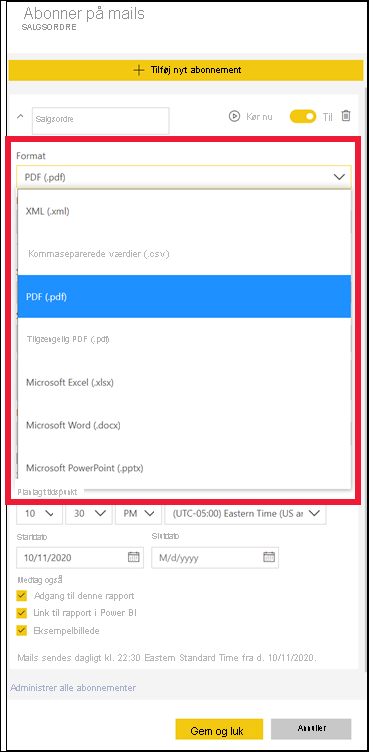 Abonner på mails
SALGSORDRE
+ Tilføj nyt abonnement
Salgsordre
Kør nu
Til
Format
PDF (.pdf)
XML (.xml)
Kommaseparerede værdier (.csv)
PDF (.pdf)
Tilgængelig PDF (.pdf)
Microsoft Excel (.xlsx)
Microsoft Word (.docx)
Microsoft PowerPoint (.pptx)
Planlagt tidspunkt
10 30 PM (UTC-05:00) Eastern Time (US ar
Startdato Slutdato
10/11/2020 M/d/yyyy
Medtag også
Adgang til denne rapport
Link til rapport i Power BI
Eksempelbillede
Mails sendes dagligt kl. 22:30 Eastern Standard Time fra d. 10/11/2020.
Administrer alle abonnementer
Gem og luk
Annuller